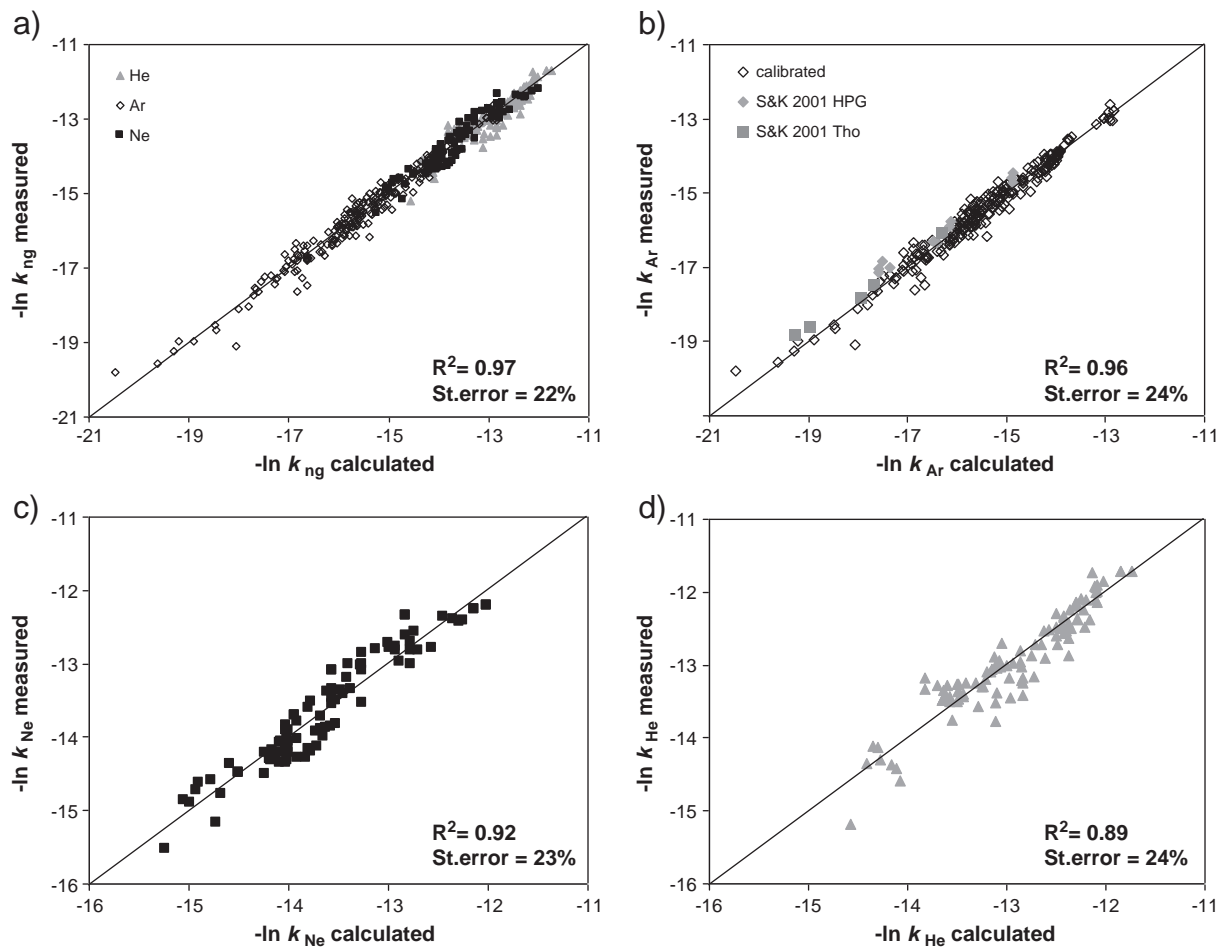 a)
-11
-13
-15
-17
-19
-21
-21
-19
-17
-15
-13
-11
-ln k ng measured
-ln k ng calculated
He
Ar
Ne
R²= 0.97
St.error = 22%
b)
-11
-13
-15
-17
-19
-21
-21
-19
-17
-15
-13
-11
-ln k Ar measured
-ln k Ar calculated
calibrated
S&K 2001 HPG
S&K 2001 Tho
R²= 0.96
St.error = 24%
c)
-11
-12
-13
-14
-15
-16
-16
-15
-14
-13
-12
-11
-ln k Ne measured
-ln k Ne calculated
R²= 0.92
St.error = 23%
d)
-11
-12
-13
-14
-15
-16
-16
-15
-14
-13
-12
-11
-ln k He measured
-ln k He calculated
R²= 0.89
St.error = 24%